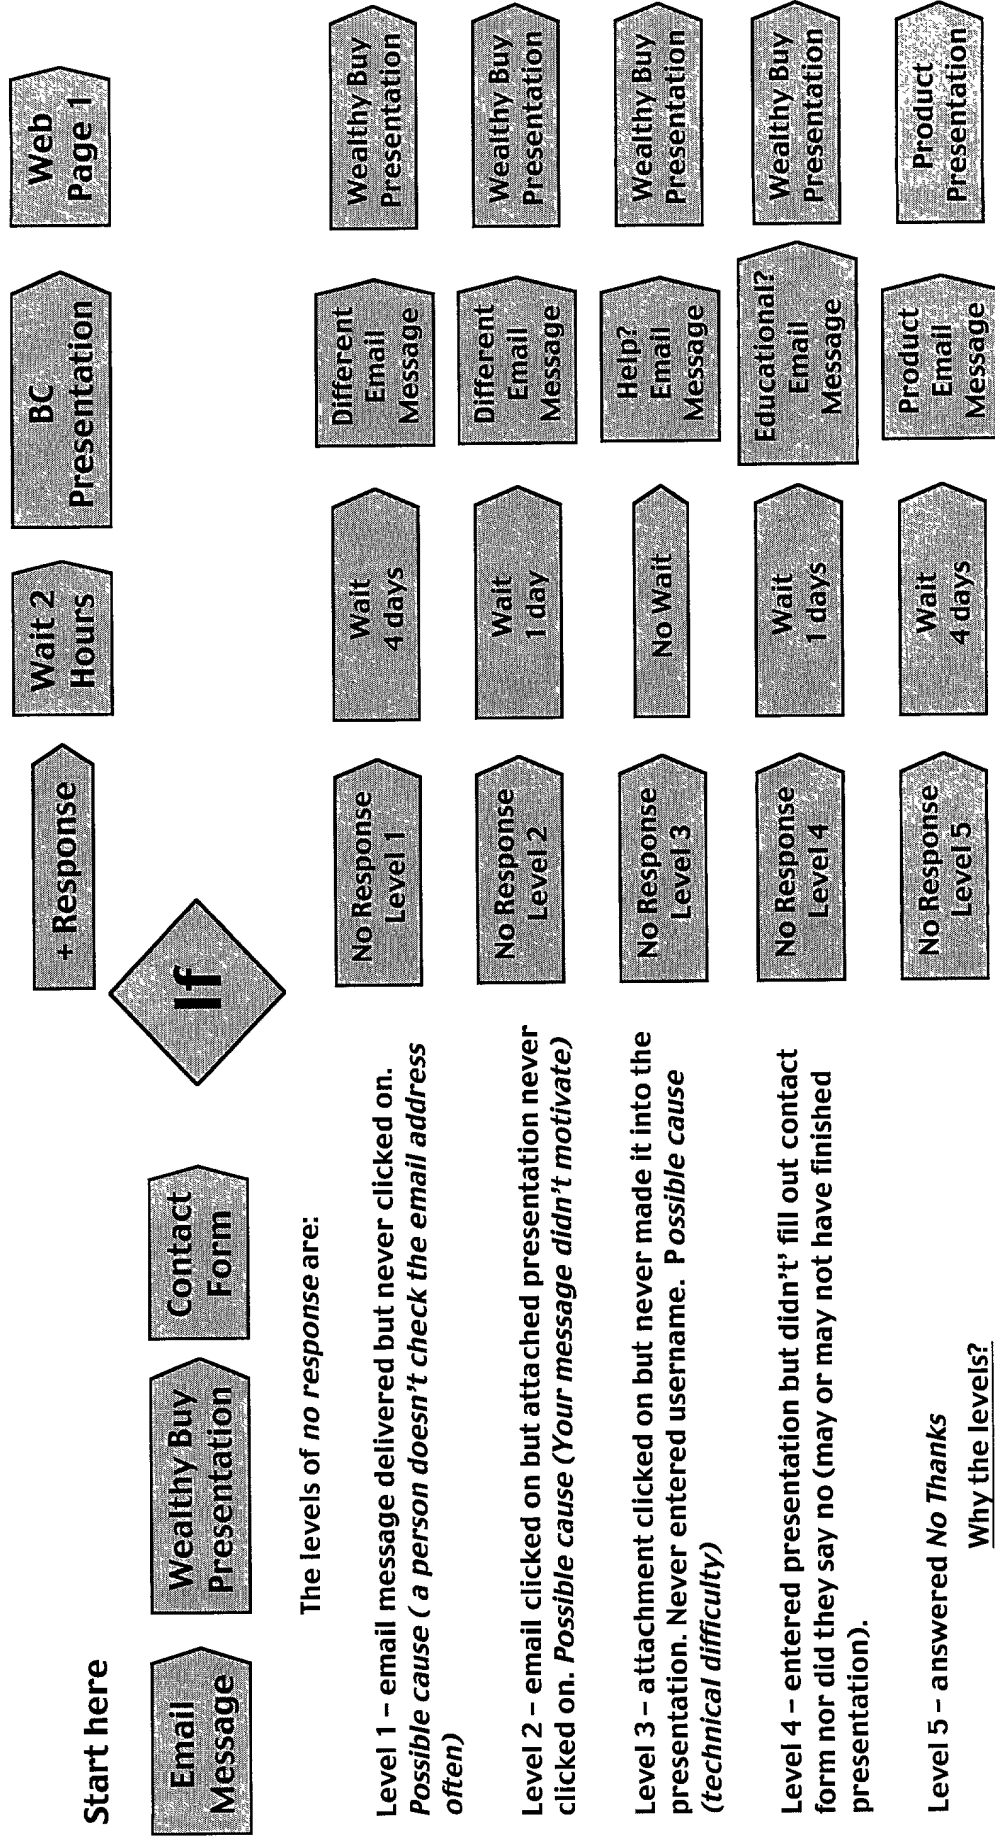 Start here
Email
Message
Wealthy Buy
Presentation
Contact
Form
If
+ Response
Wait 2
Hours
BC
Presentation
Web
Page 1
The levels of no response are:
Level 1 – email message delivered but never clicked on.
Possible cause ( a person doesn't check the email address
often)
No Response
Level 1
Wait
4 days
Different
Email
Message
Wealthy Buy
Presentation
Level 2 – email clicked on but attached presentation never
clicked on. Possible cause (Your message didn't motivate)
No Response
Level 2
Wait
1 day
Different
Email
Message
Wealthy Buy
Presentation
Level 3 – attachment clicked on but never made it into the
presentation. Never entered username. Possible cause
(technical difficulty)
No Response
Level 3
No Wait
Help?
Email
Message
Wealthy Buy
Presentation
Level 4 – entered presentation but didn't' fill out contact
form nor did they say no (may or may not have finished
presentation).
No Response
Level 4
Wait
1 days
Educational?
Email
Message
Wealthy Buy
Presentation
Level 5 – answered No Thanks
No Response
Level 5
Wait
4 days
Product
Email
Message
Product
Presentation
Why the levels?